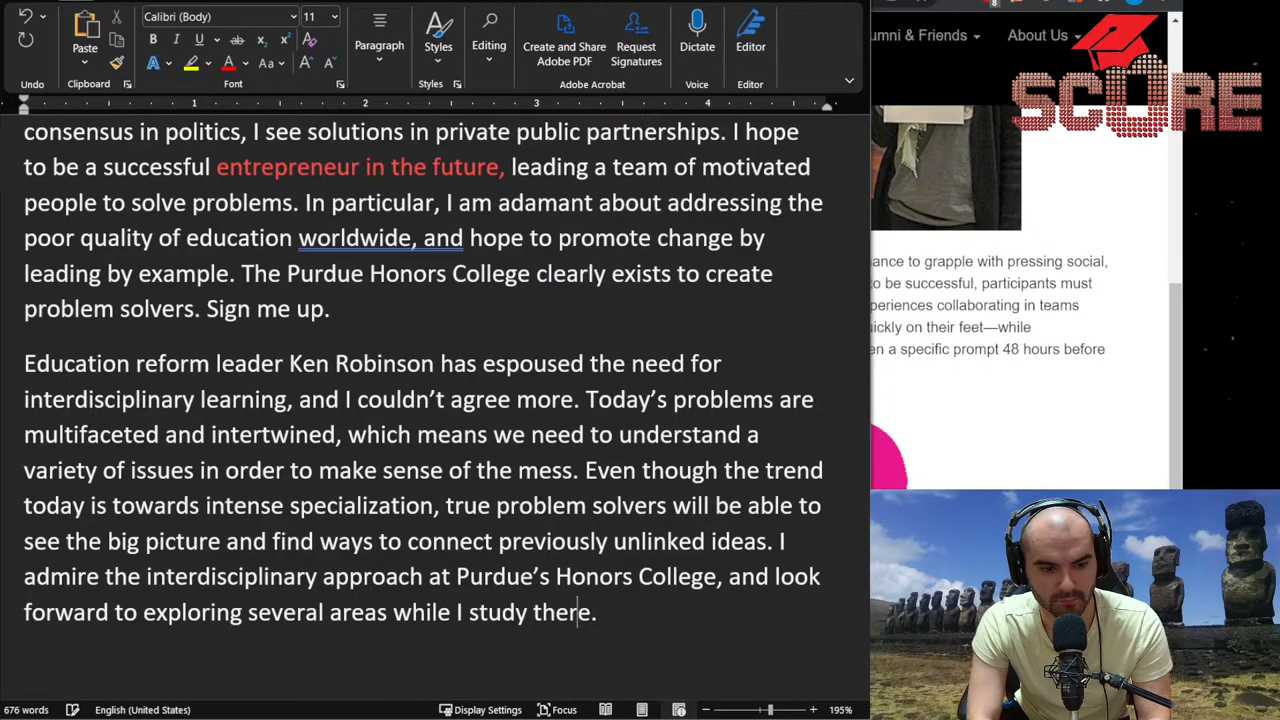 Calibri (Body)
11
Paste
Paragraph
Styles
Editing
Create and Share
Adobe PDF
Request
Signatures
Dictate
Editor
Undo
Clipboard
Font
Styles
Adobe Acrobat
Voice
Editor
1
2
3
4
consensus in politics, I see solutions in private public partnerships. I hope
to be a successful entrepreneur in the future, leading a team of motivated
people to solve problems. In particular, I am adamant about addressing the
poor quality of education worldwide, and hope to promote change by
leading by example. The Purdue Honors College clearly exists to create
problem solvers. Sign me up.
Education reform leader Ken Robinson has espoused the need for
interdisciplinary learning, and I couldn’t agree more. Today’s problems are
multifaceted and intertwined, which means we need to understand a
variety of issues in order to make sense of the mess. Even though the trend
today is towards intense specialization, true problem solvers will be able to
see the big picture and find ways to connect previously unlinked ideas. I
admire the interdisciplinary approach at Purdue’s Honors College, and look
forward to exploring several areas while I study there.
676 words
English (United States)
Display Settings
Focus
195%
umni & Friends
About Us
SCORE
ance to grapple with pressing social,
to be successful, participants must
periences collaborating in teams
uickly on their feet—while
en a specific prompt 48 hours before